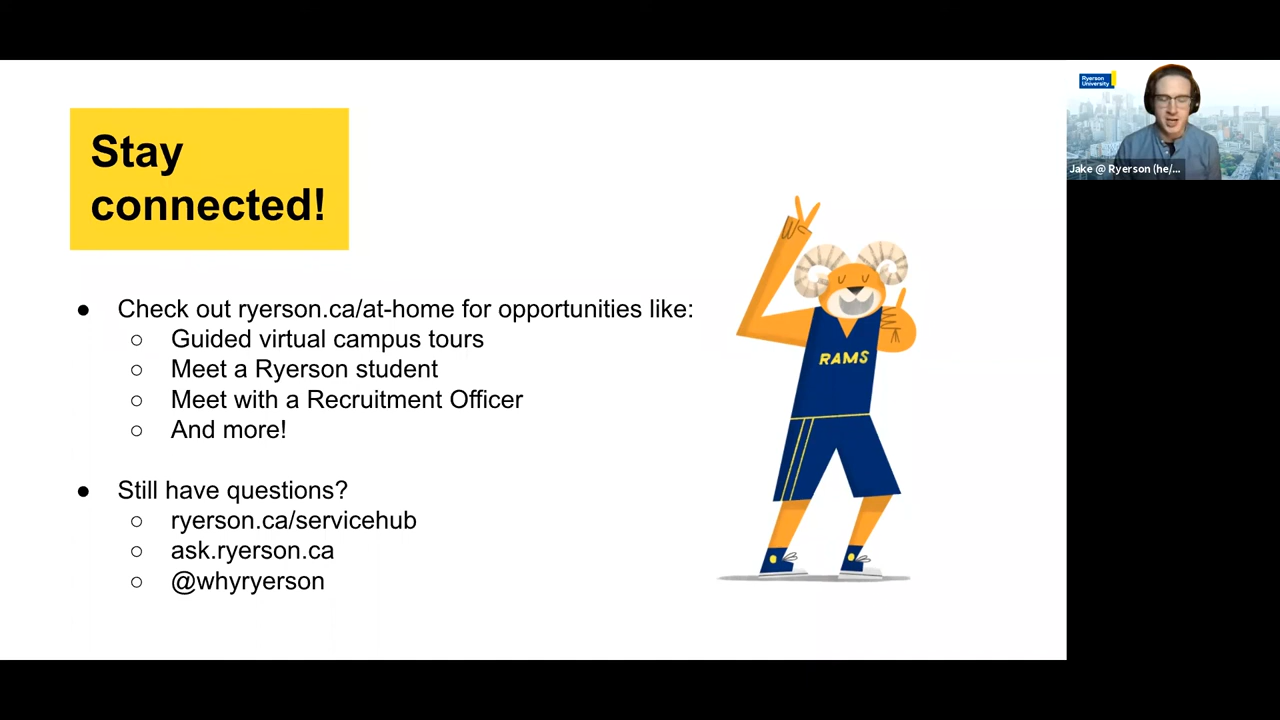 Stay
connected!
● Check out ryerson.ca/at-home for opportunities like:
○ Guided virtual campus tours
○ Meet a Ryerson student
○ Meet with a Recruitment Officer
○ And more!
● Still have questions?
○ ryerson.ca/servicehub
○ ask.ryerson.ca
○ @whyryerson
RAMS
Ryerson
University
Jake @ Ryerson (he/...